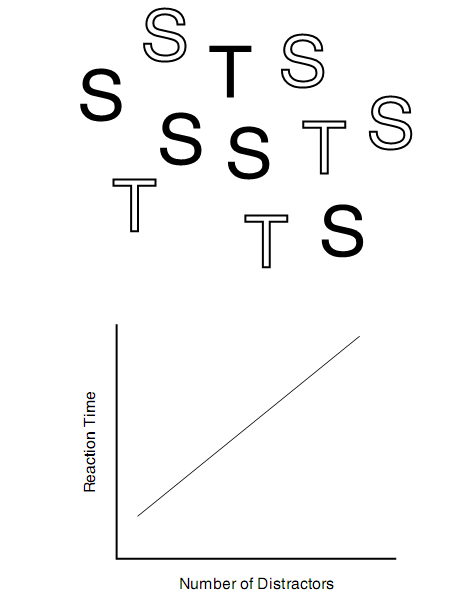 S T S
S S S T S
T T S
Reaction Time
Number of Distractors